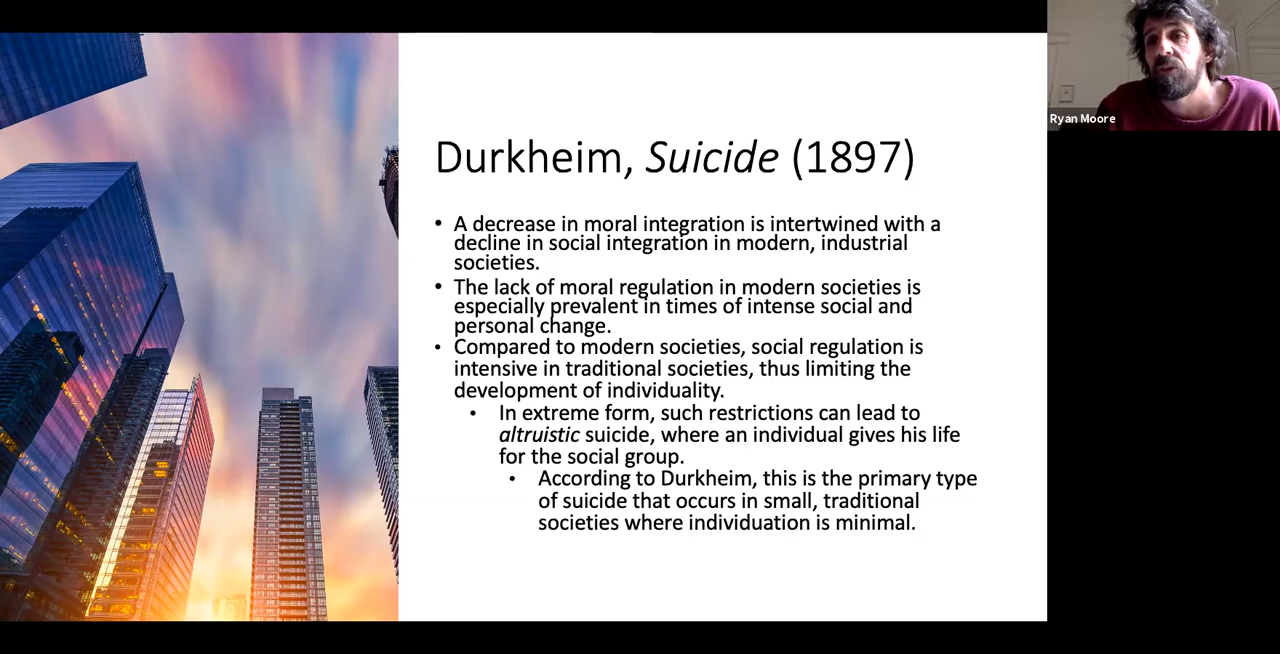 Durkheim, Suicide (1897)
• A decrease in moral integration is intertwined with a
decline in social integration in modern, industrial
societies.
• The lack of moral regulation in modern societies is
especially prevalent in times of intense social and
personal change.
• Compared to modern societies, social regulation is
intensive in traditional societies, thus limiting the
development of individuality.
• In extreme form, such restrictions can lead to
altruistic suicide, where an individual gives his life
for the social group.
• According to Durkheim, this is the primary type
of suicide that occurs in small, traditional
societies where individuation is minimal.
Ryan Moore